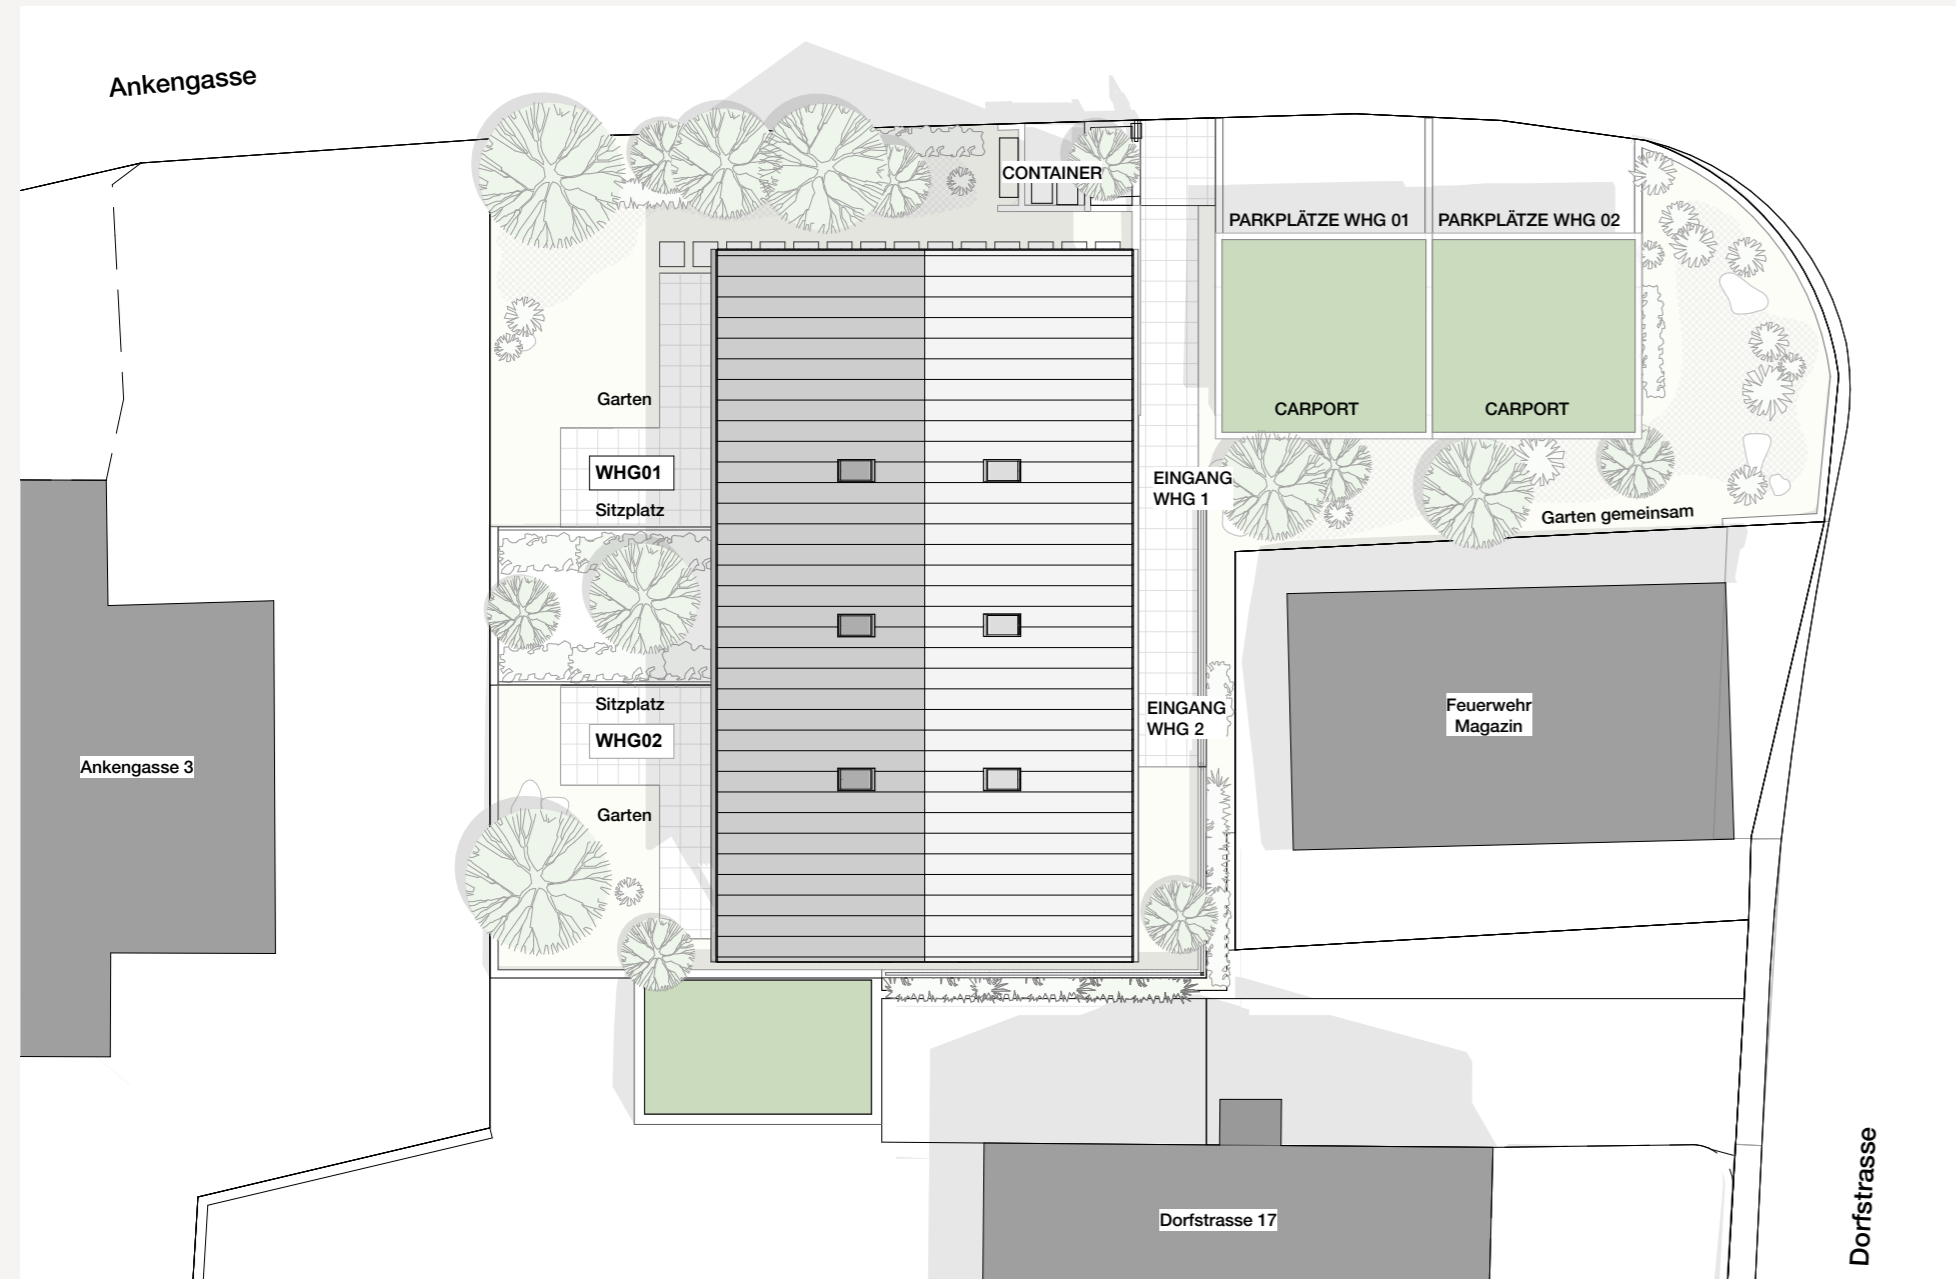 Ankengasse
CONTAINER
PARKPLÄTZE WHG 01
PARKPLÄTZE WHG 02
Garten
CARPORT
CARPORT
WHG01
EINGANG
WHG 1
Sitzplatz
Garten gemeinsam
Sitzplatz
EINGANG
WHG 2
Feuerwehr
Magazin
WHG02
Ankengasse 3
Garten
Dorfstrasse 17
Dorfstrasse